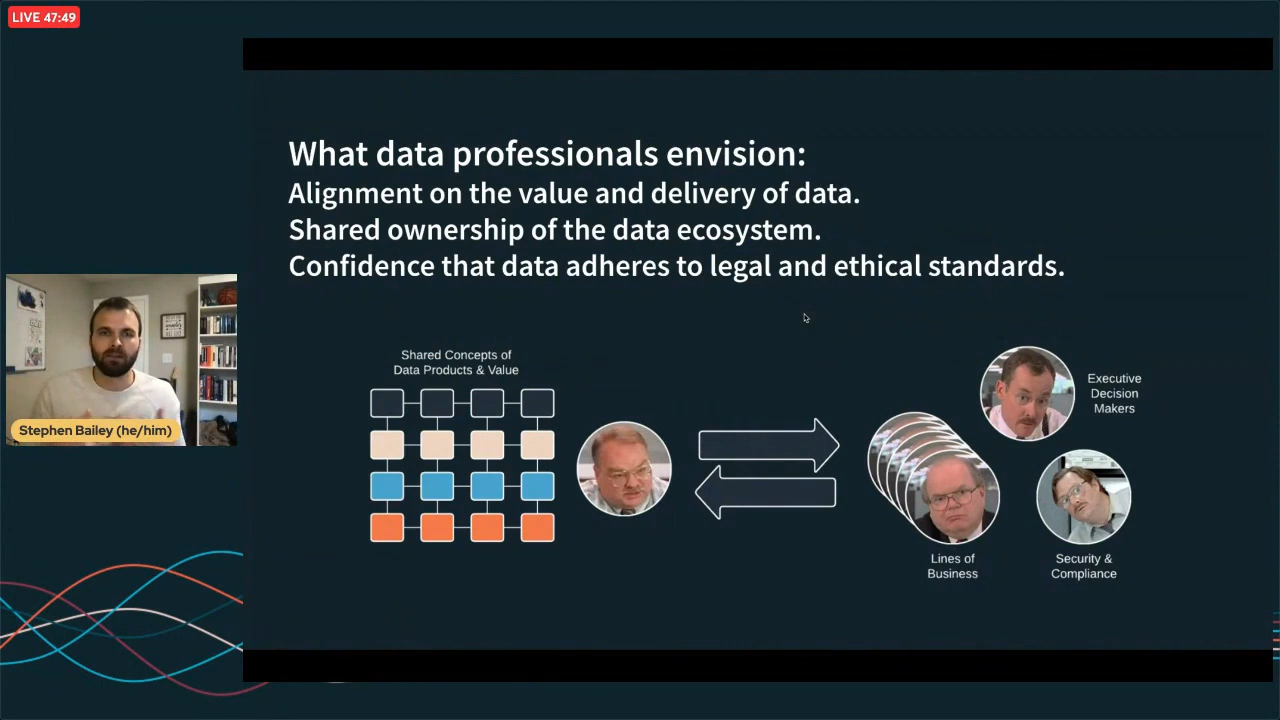 LIVE 47:49
What data professionals envision:
Alignment on the value and delivery of data.
Shared ownership of the data ecosystem.
Confidence that data adheres to legal and ethical standards.
Shared Concepts of
Data Products & Value
Executive
Decision
Makers
Lines of
Business
Security &
Compliance
Stephen Bailey (he/him)